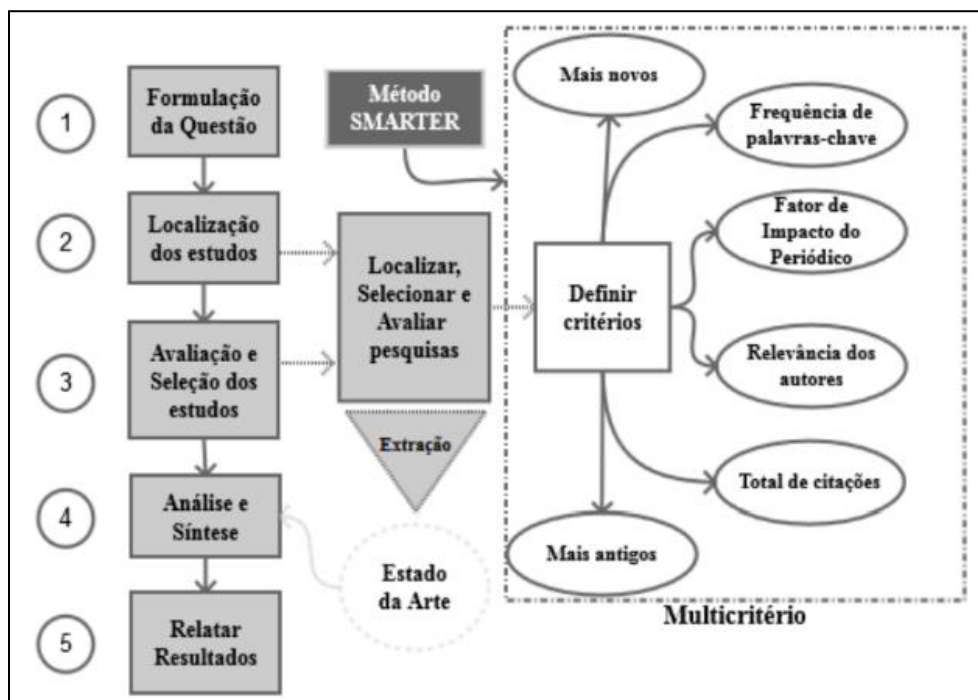 1
Formulação
da Questão
2
Localização
dos estudos
3
Avaliação e
Seleção dos
estudos
4
Análise e
Síntese
5
Relatar
Resultados
Método
SMARTER
Localizar,
Selecionar e
Avaliar
pesquisas
Extração
Estado
da Arte
Definir
critérios
Mais novos
Frequência de
palavras-chave
Fator de
Impacto do
Periódico
Relevância dos
autores
Total de citações
Mais antigos
Multicritério